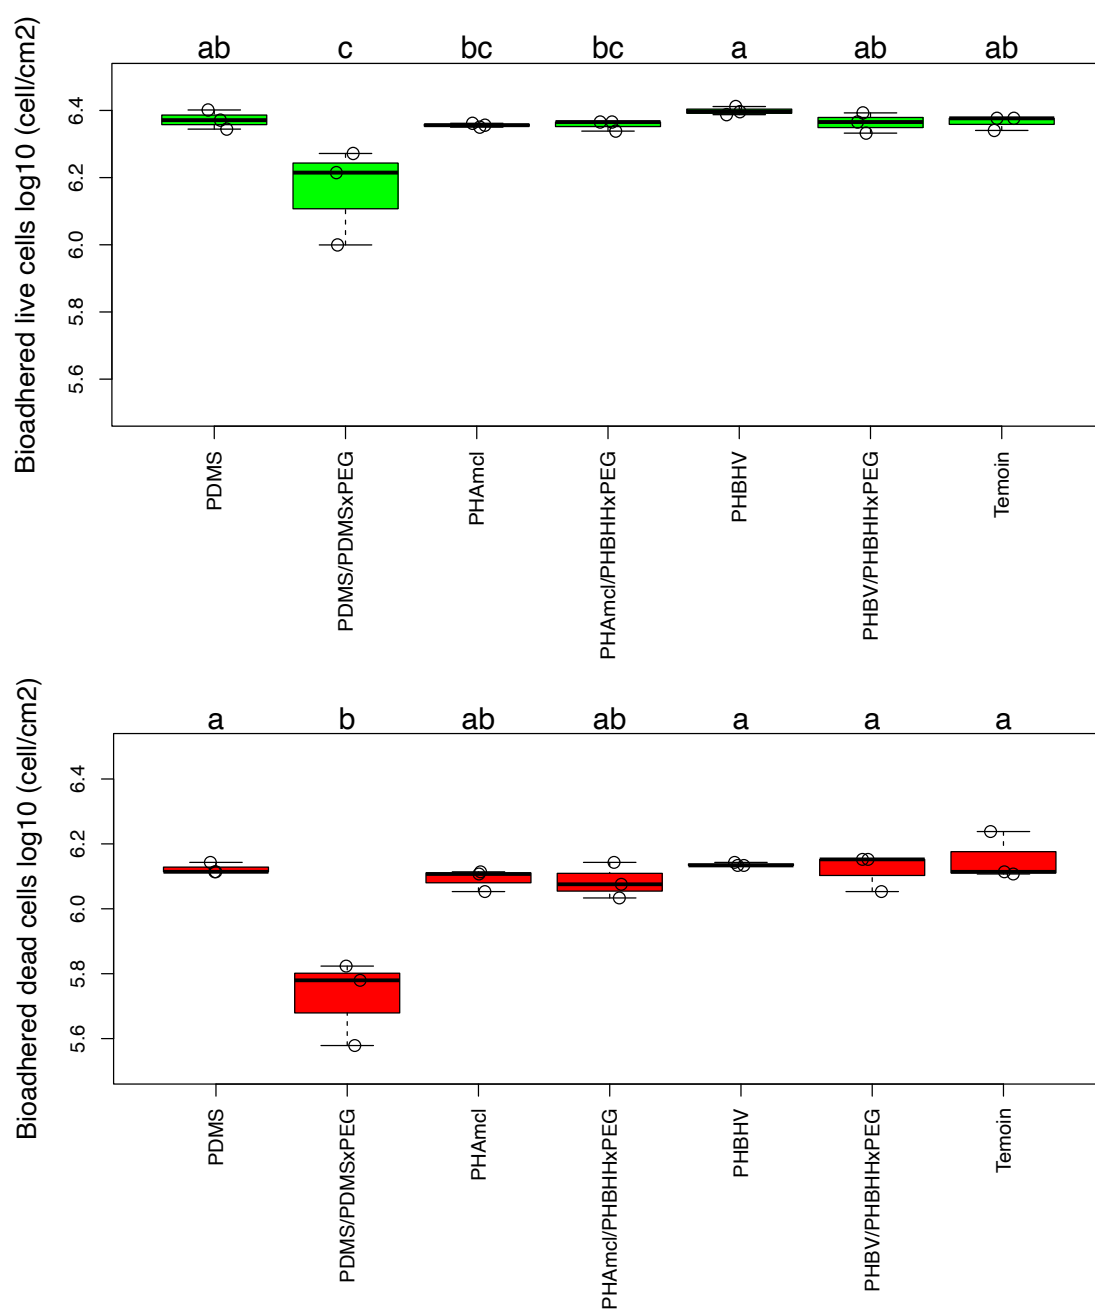 ab c bc bc a ab ab
Bioadhered live cells log10 (cell/cm2)
6.4
6.2
6.0
5.8
5.6
PDMS
PDMS/PDMSxPEG
PHAmcl
PHAmcl/PHBHHxPEG
PHBHV
PHBV/PHBHHxPEG
Temoin
a b ab ab a a a
Bioadhered dead cells log10 (cell/cm2)
6.4
6.2
6.0
5.8
5.6
PDMS
PDMS/PDMSxPEG
PHAmcl
PHAmcl/PHBHHxPEG
PHBHV
PHBV/PHBHHxPEG
Temoin